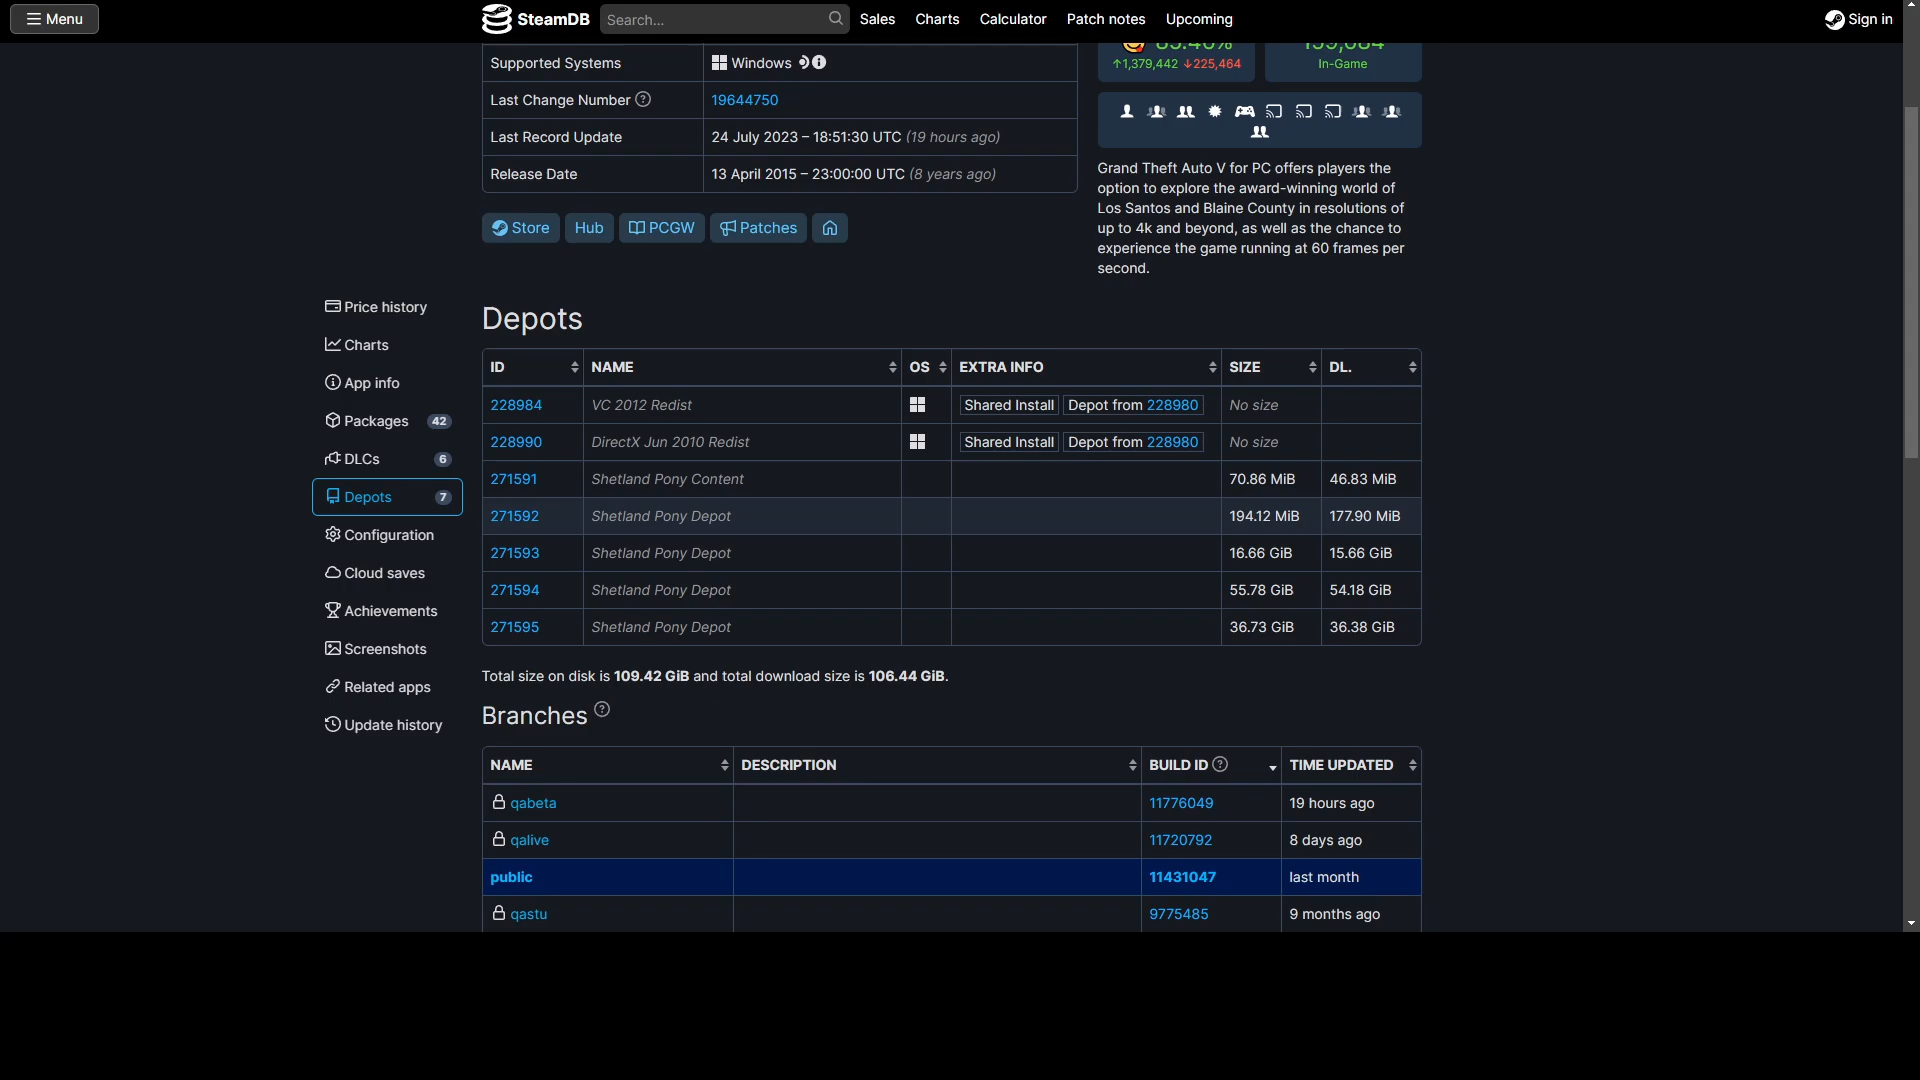 Menu
SteamDB
Search...
Sales
Charts
Calculator
Patch notes
Upcoming
Sign in
Supported Systems
Windows
Last Change Number
19644750
Last Record Update
24 July 2023 – 18:51:30 UTC (19 hours ago)
Release Date
13 April 2015 – 23:00:00 UTC (8 years ago)
Store
Hub
PCGW
Patches
↑1,379,442 ↓225,464
In-Game
Grand Theft Auto V for PC offers players the
option to explore the award-winning world of
Los Santos and Blaine County in resolutions of
up to 4k and beyond, as well as the chance to
experience the game running at 60 frames per
second.
Price history
Charts
App info
Packages 42
DLCs 6
Depots 7
Configuration
Cloud saves
Achievements
Screenshots
Related apps
Update history
Depots
ID NAME OS EXTRA INFO SIZE DL.
228984 VC 2012 Redist Shared Install Depot from 228980 No size
228990 DirectX Jun 2010 Redist Shared Install Depot from 228980 No size
271591 Shetland Pony Content 70.86 MiB 46.83 MiB
271592 Shetland Pony Depot 194.12 MiB 177.90 MiB
271593 Shetland Pony Depot 16.66 GiB 15.66 GiB
271594 Shetland Pony Depot 55.78 GiB 54.18 GiB
271595 Shetland Pony Depot 36.73 GiB 36.38 GiB
Total size on disk is 109.42 GiB and total download size is 106.44 GiB.
Branches
NAME DESCRIPTION BUILD ID TIME UPDATED
qabeta 11776049 19 hours ago
qalive 11720792 8 days ago
public 11431047 last month
qastu 9775485 9 months ago